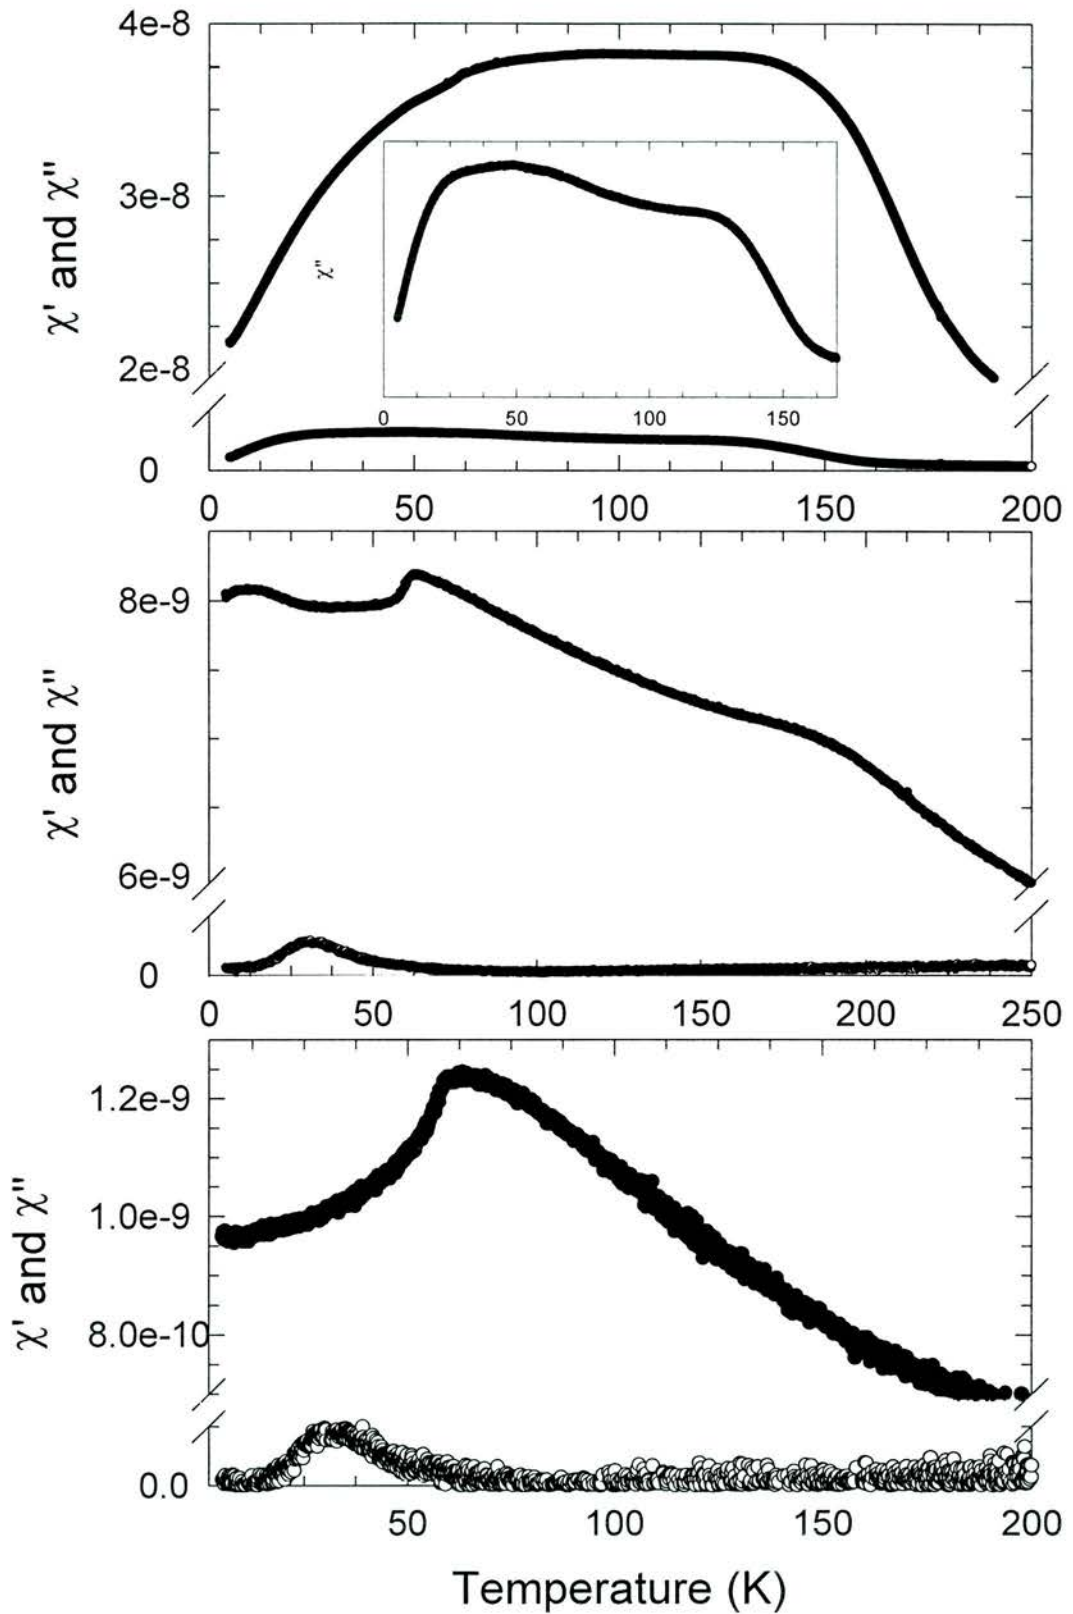 4e-8
3e-8
2e-8
0
χ' and χ"
χ"
0 50 100 150
0 50 100 150 200
8e-9
6e-9
0
χ' and χ"
0 50 100 150 200 250
1.2e-9
1.0e-9
8.0e-10
0.0
χ' and χ"
50 100 150 200
Temperature (K)